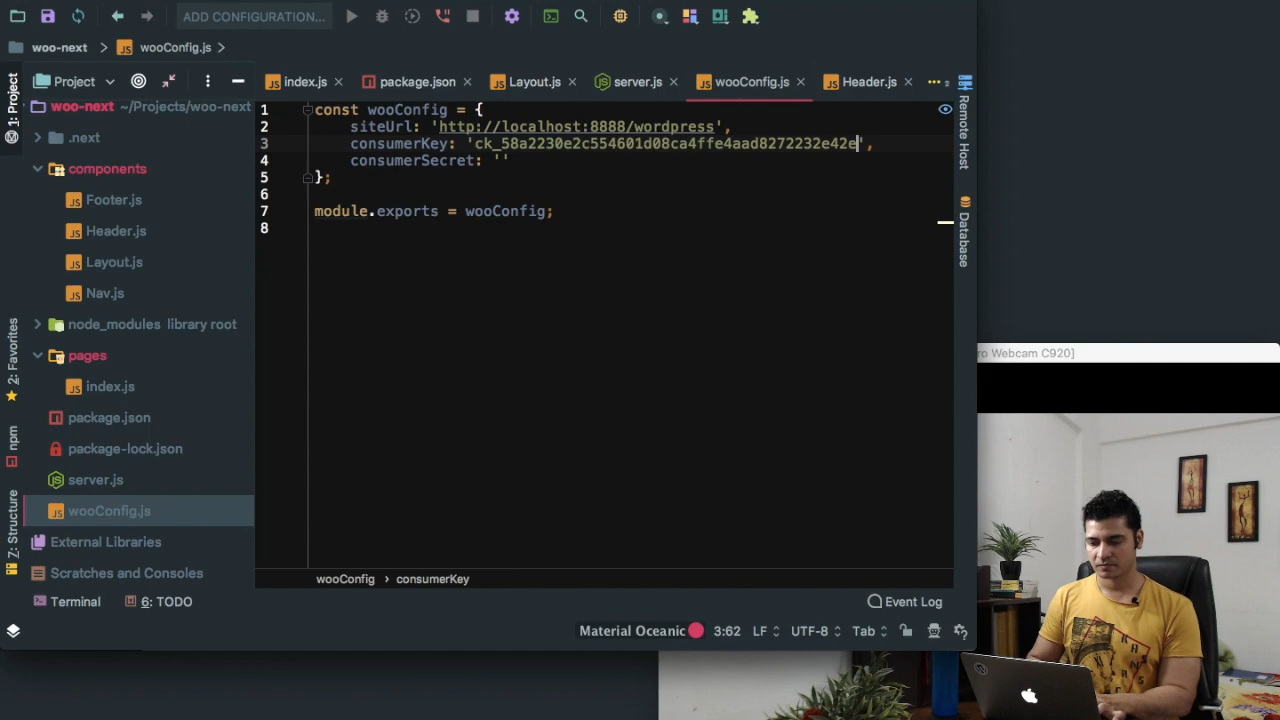 ADD CONFIGURATION...
woo-next
wooConfig.js
1: Project
Project
index.js
package.json
Layout.js
server.js
wooConfig.js
Header.js
woo-next ~/Projects/woo-next
.next
components
Footer.js
Header.js
Layout.js
Nav.js
node_modules library root
pages
index.js
package.json
package-lock.json
server.js
wooConfig.js
External Libraries
Scratches and Consoles
1 const wooConfig = {
2 siteUrl: 'http://localhost:8888/wordpress',
3 consumerKey: 'ck_58a2230e2c554601d08ca4ffe4aad8272232e42e',
4 consumerSecret: ''
5 };
6
7 module.exports = wooConfig;
8
Remote Host
Database
2: Favorites
npm
Z: Structure
wooConfig > consumerKey
Terminal
6: TODO
Event Log
Material Oceanic
3:62
LF
UTF-8
Tab
ro Webcam C920]